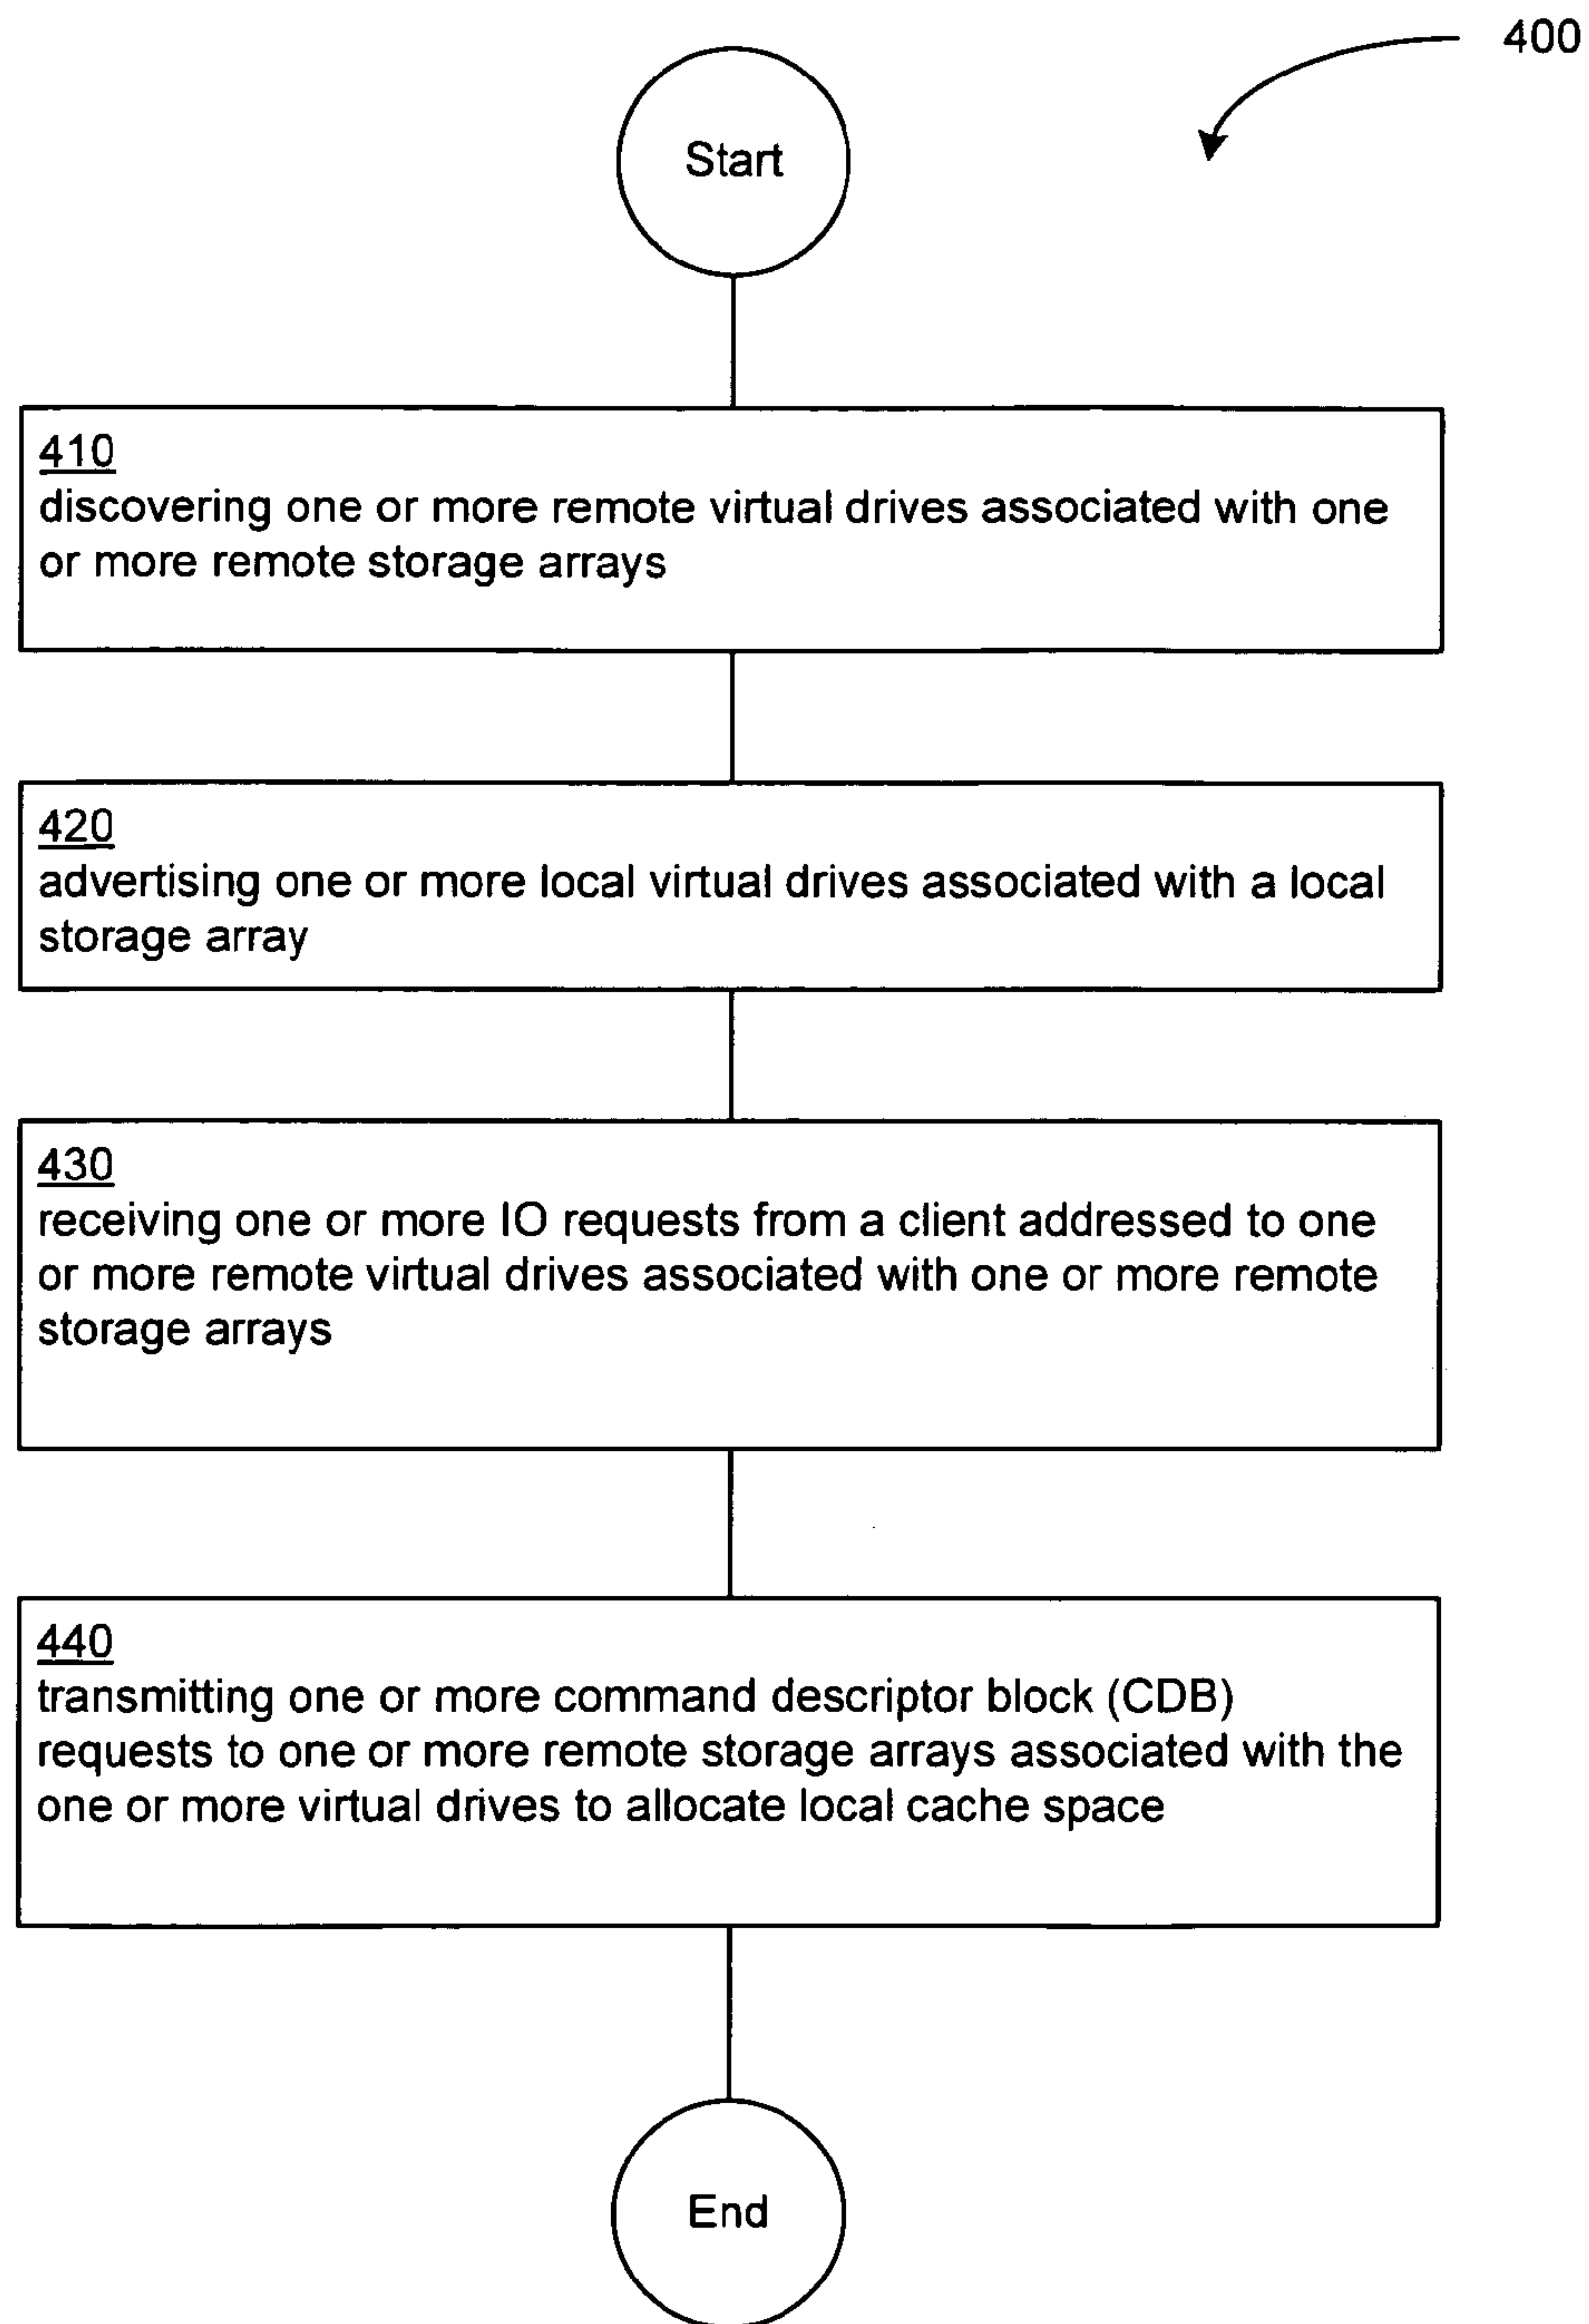 400
Start
410
discovering one or more remote virtual drives associated with one
or more remote storage arrays
420
advertising one or more local virtual drives associated with a local
storage array
430
receiving one or more IO requests from a client addressed to one
or more remote virtual drives associated with one or more remote
storage arrays
440
transmitting one or more command descriptor block (CDB)
requests to one or more remote storage arrays associated with the
one or more virtual drives to allocate local cache space
End